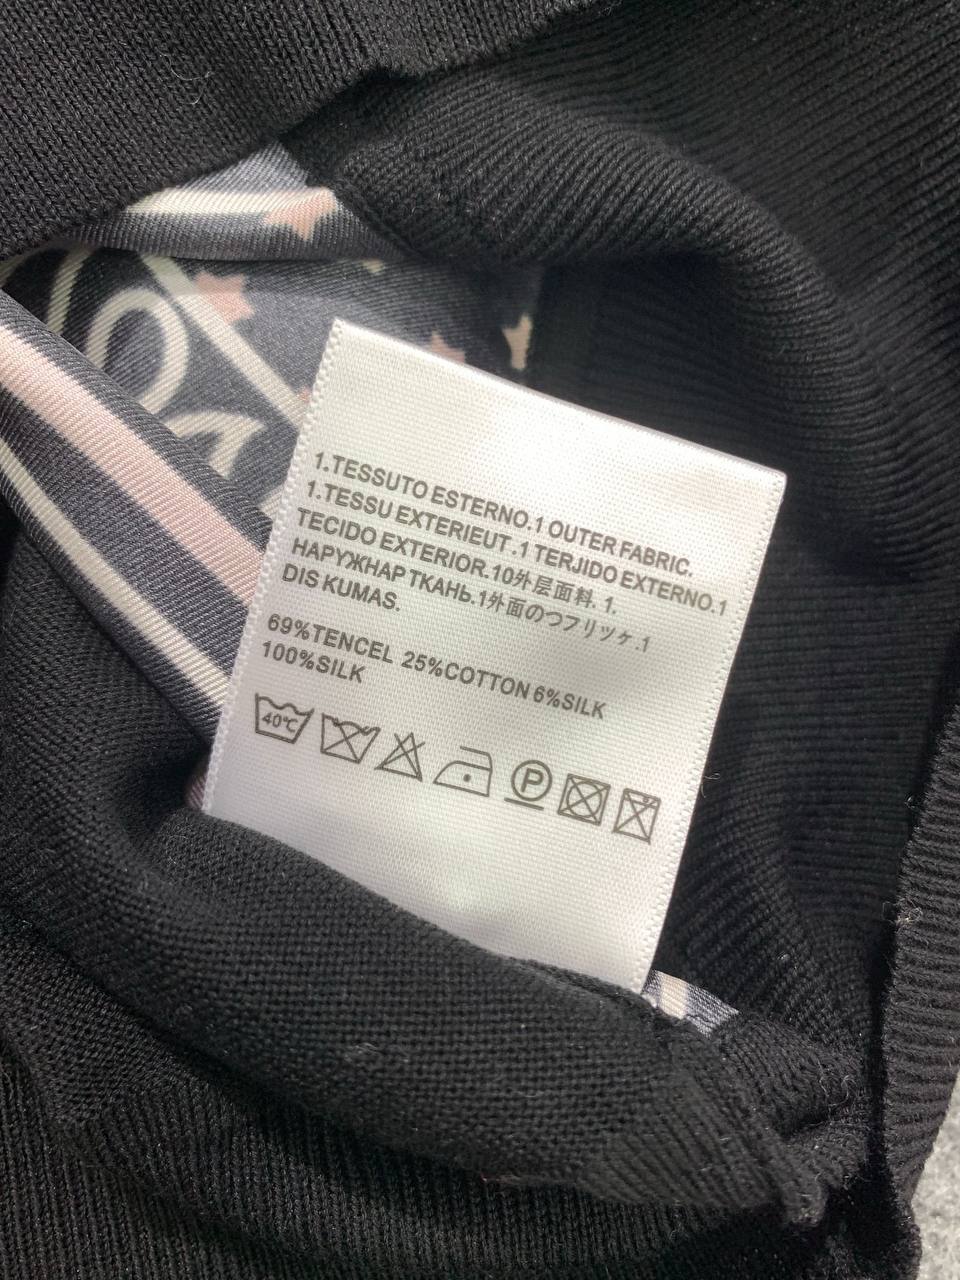 1.TESSUTO ESTERNO.1 OUTER FABRIC.
1.TESSU EXTERIEUT.1 TERJIDO EXTERNO.1
TECIDO EXTERIOR.10外层面料. 1.
НАРУЖНАР ТКАНЬ.1外面のつフリツケ.1
DIS KUMAS.
69%TENCEL 25%COTTON 6%SILK
100%SILK
40℃
P